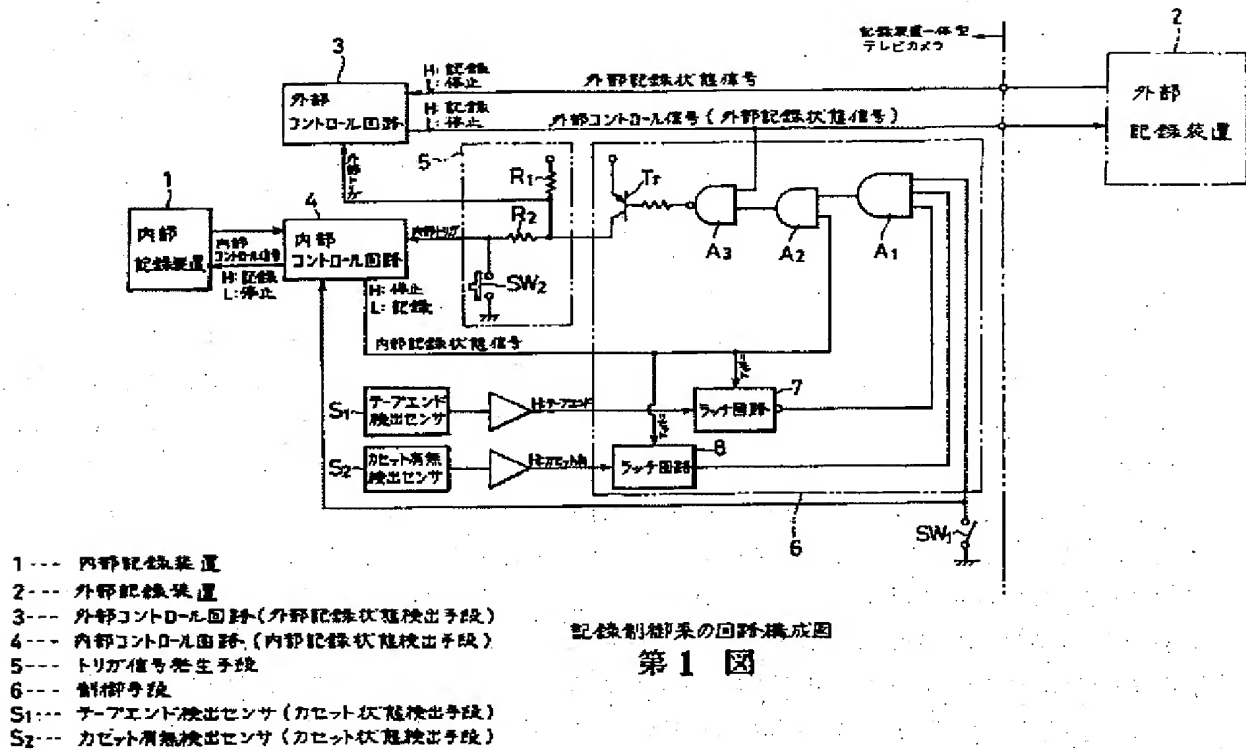 記録装置一体型
テレビカメラ
2
外部
記録装置
3
H: 記録
L: 停止
外部記録状態信号
外部
コントロール回路
H: 記録
L: 停止
外部コントロール信号(外部記録状態信号)
外部トリガ
5
R1
R2
Tr
A3
A2
A1
1
内部
記録装置
4
内部
コントロール回路
内部
コントロール信号
H: 記録
L: 停止
内部トリガ
SW2
H: 停止
L: 記録
内部記録状態信号
S1
テープエンド
検出センサ
H:テープエンド
7
ラッチ回路
S2
カセット有無
検出センサ
8
ラッチ回路
6
SW1
1--- 内部記録装置
2--- 外部記録装置
3--- 外部コントロール回路(外部記録状態検出手段)
4--- 内部コントロール回路(内部記録状態検出手段)
5--- トリガ信号発生手段
6--- 制御手段
S1--- テープエンド検出センサ(カセット状態検出手段)
S2--- カセット有無検出センサ(カセット状態検出手段)
記録制御系の回路構成図
第1図